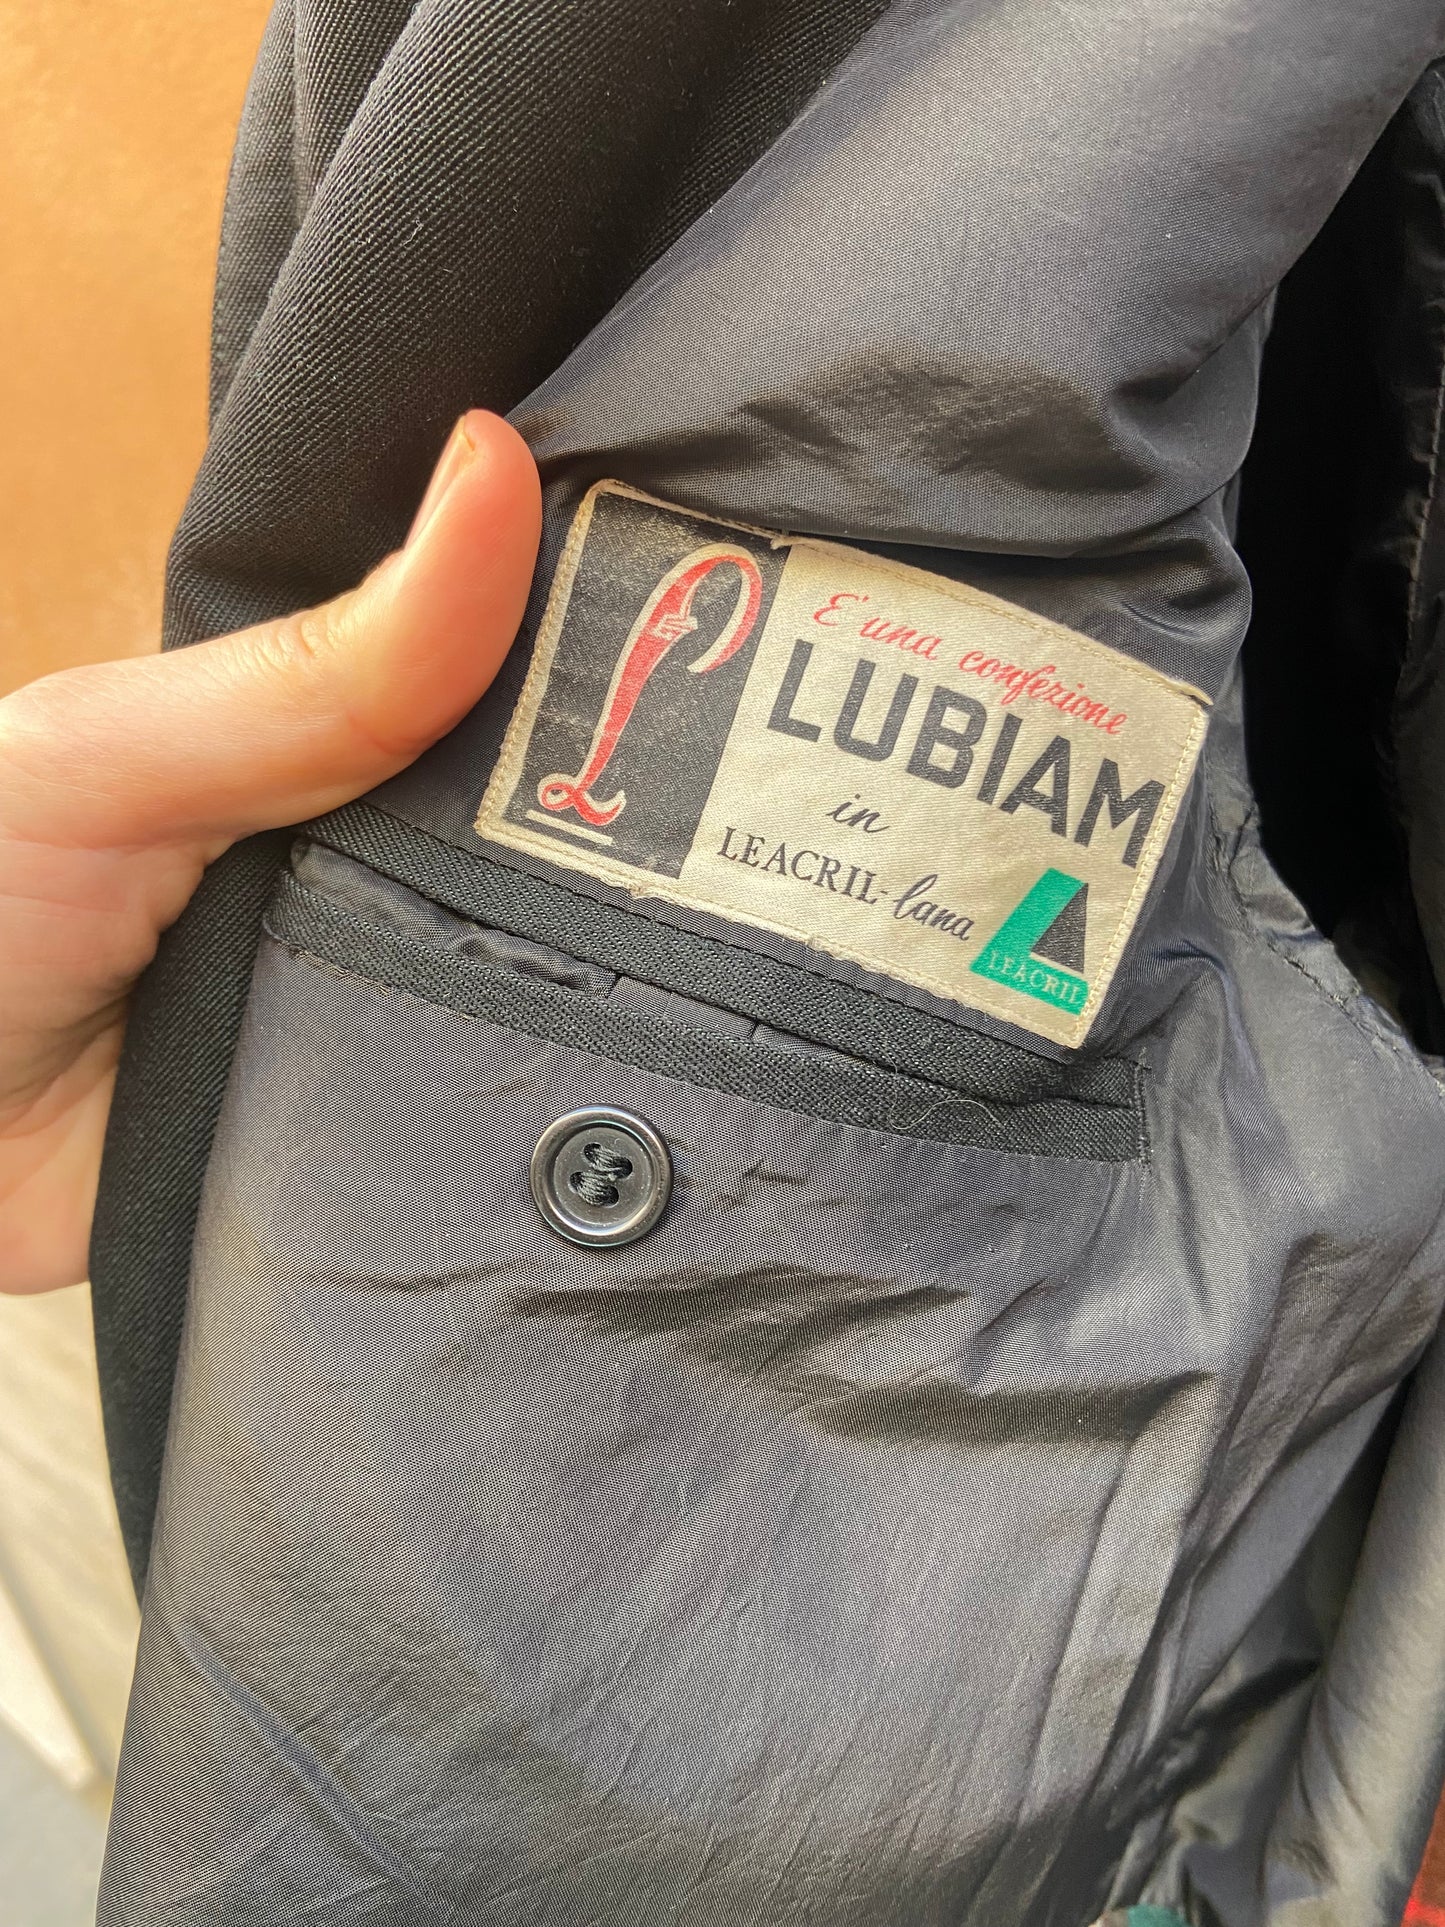 L
E' una confezione
LUBIAM
in
LEACRIL-lana
LEACRIL